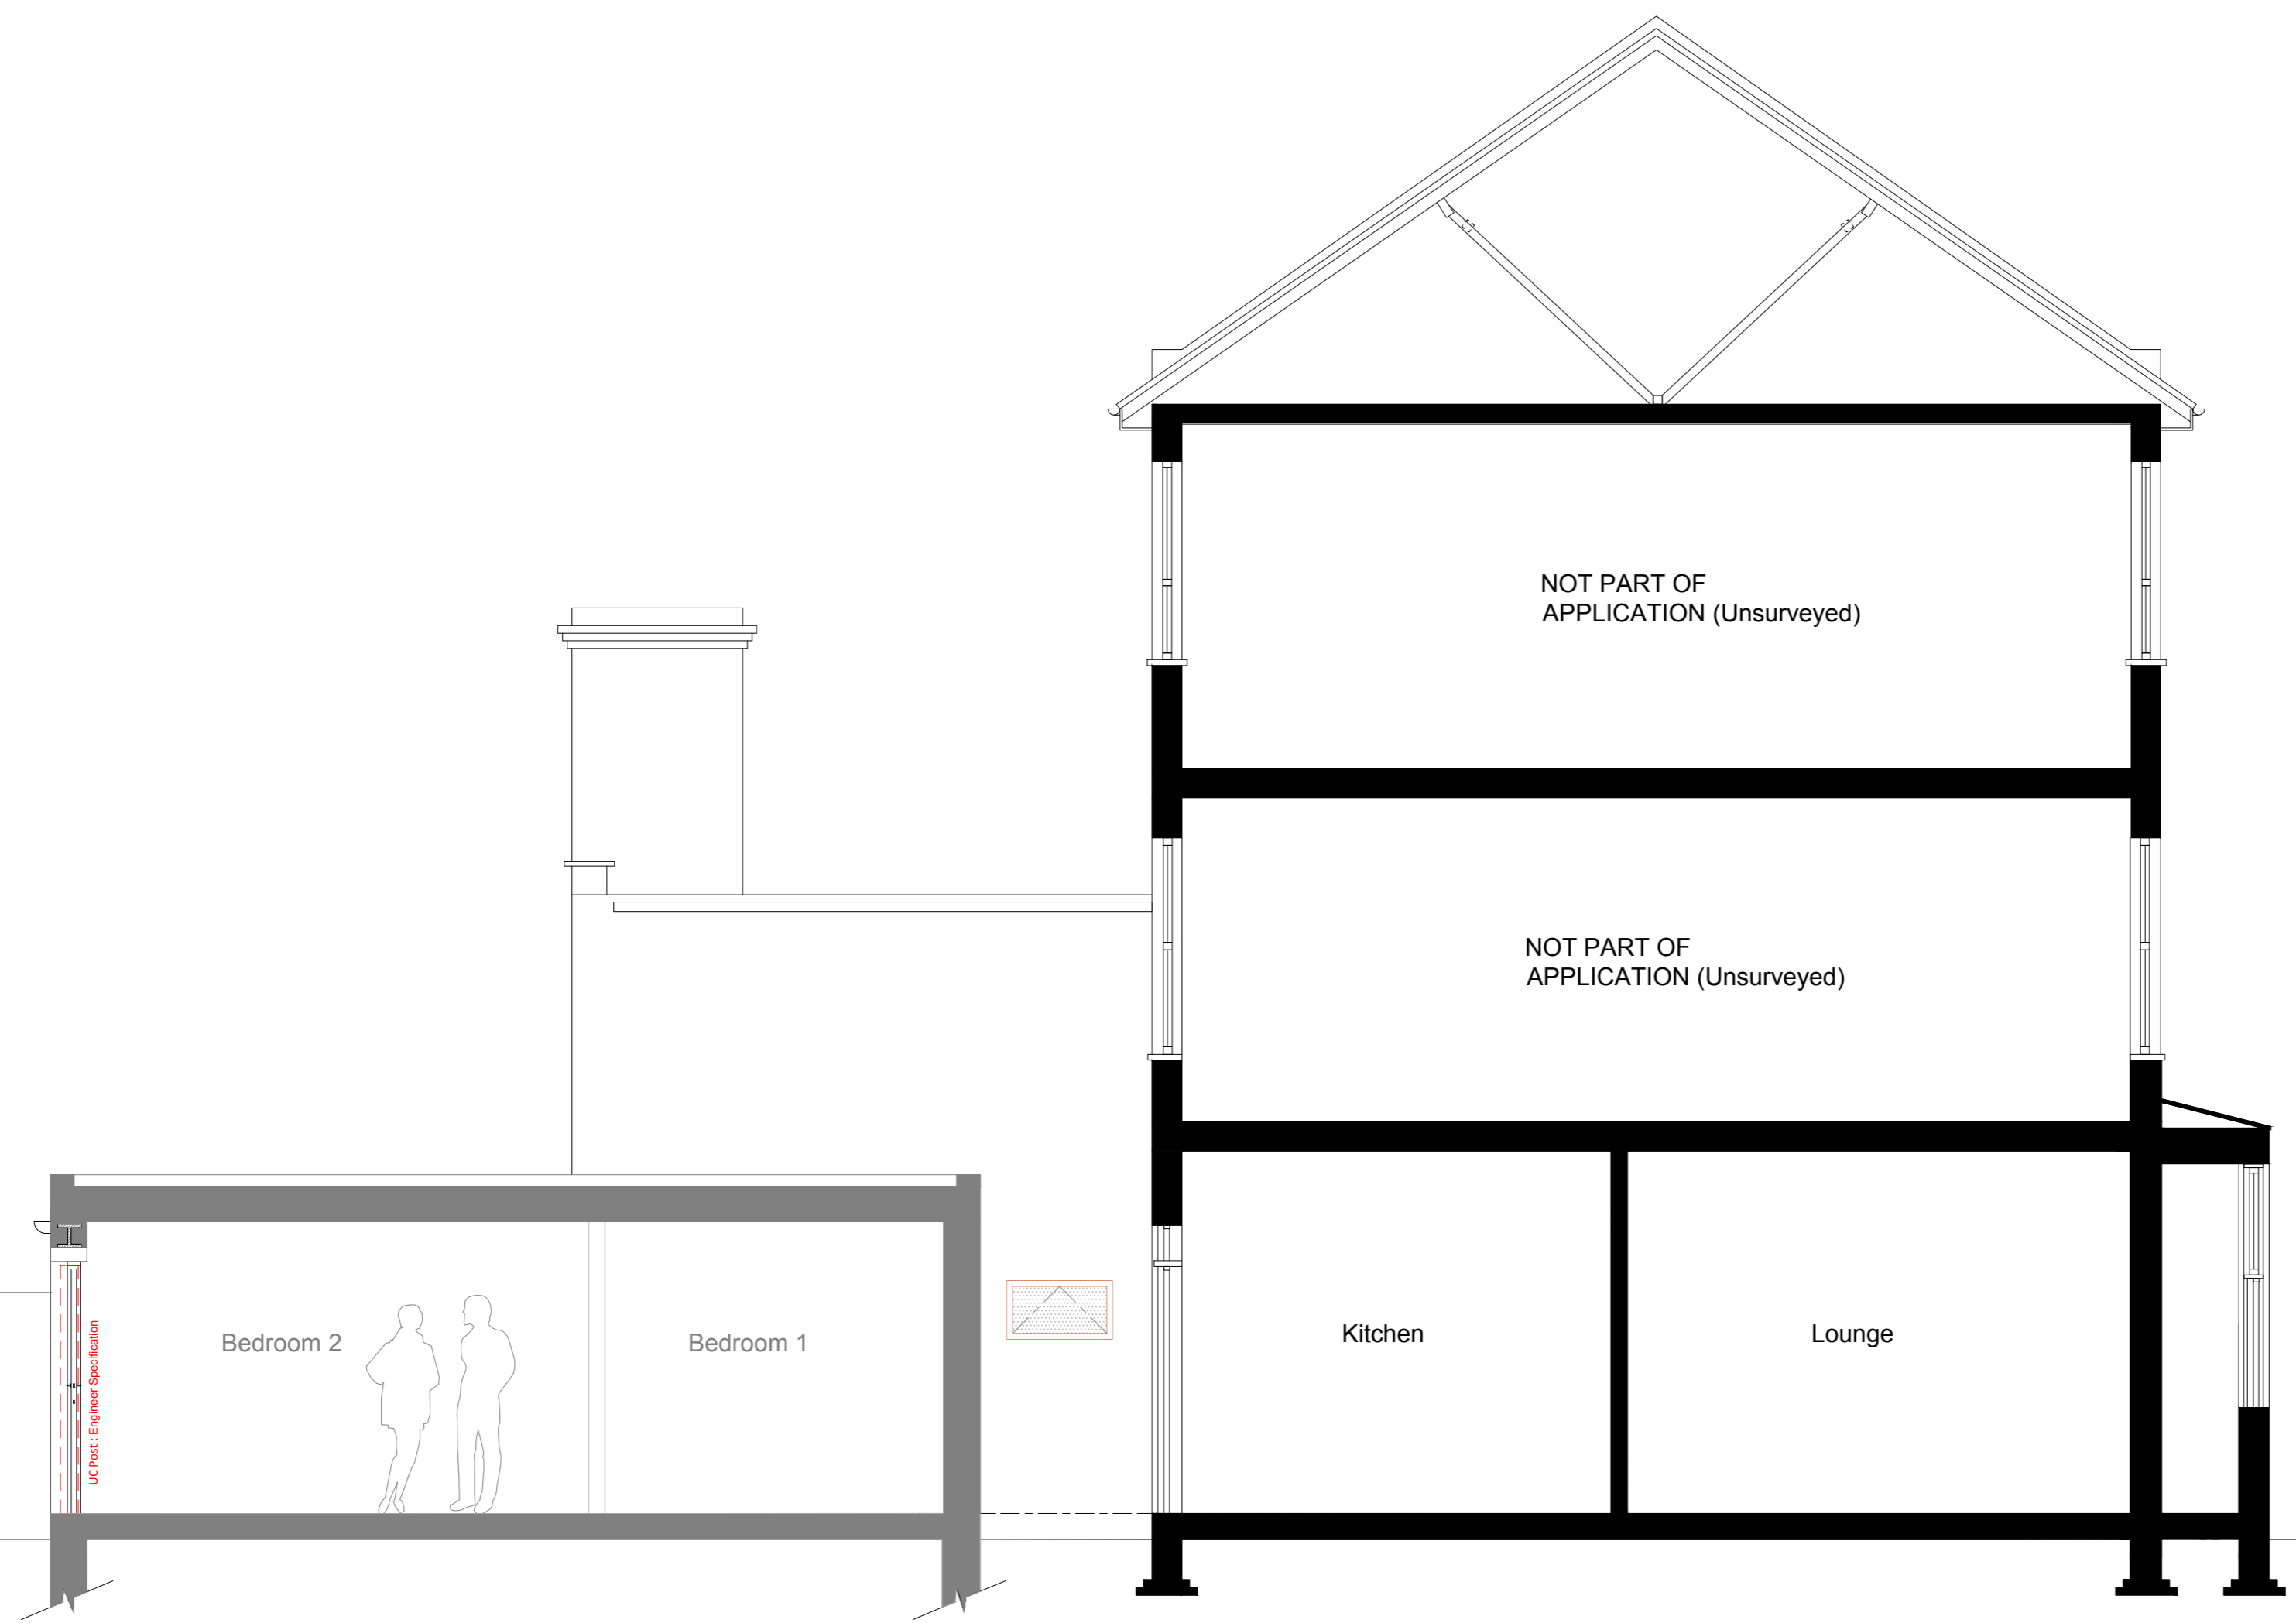 NOT PART OF
APPLICATION (Unsurveyed)
NOT PART OF
APPLICATION (Unsurveyed)
Bedroom 2
Bedroom 1
Kitchen
Lounge
UC Post : Engineer Specification